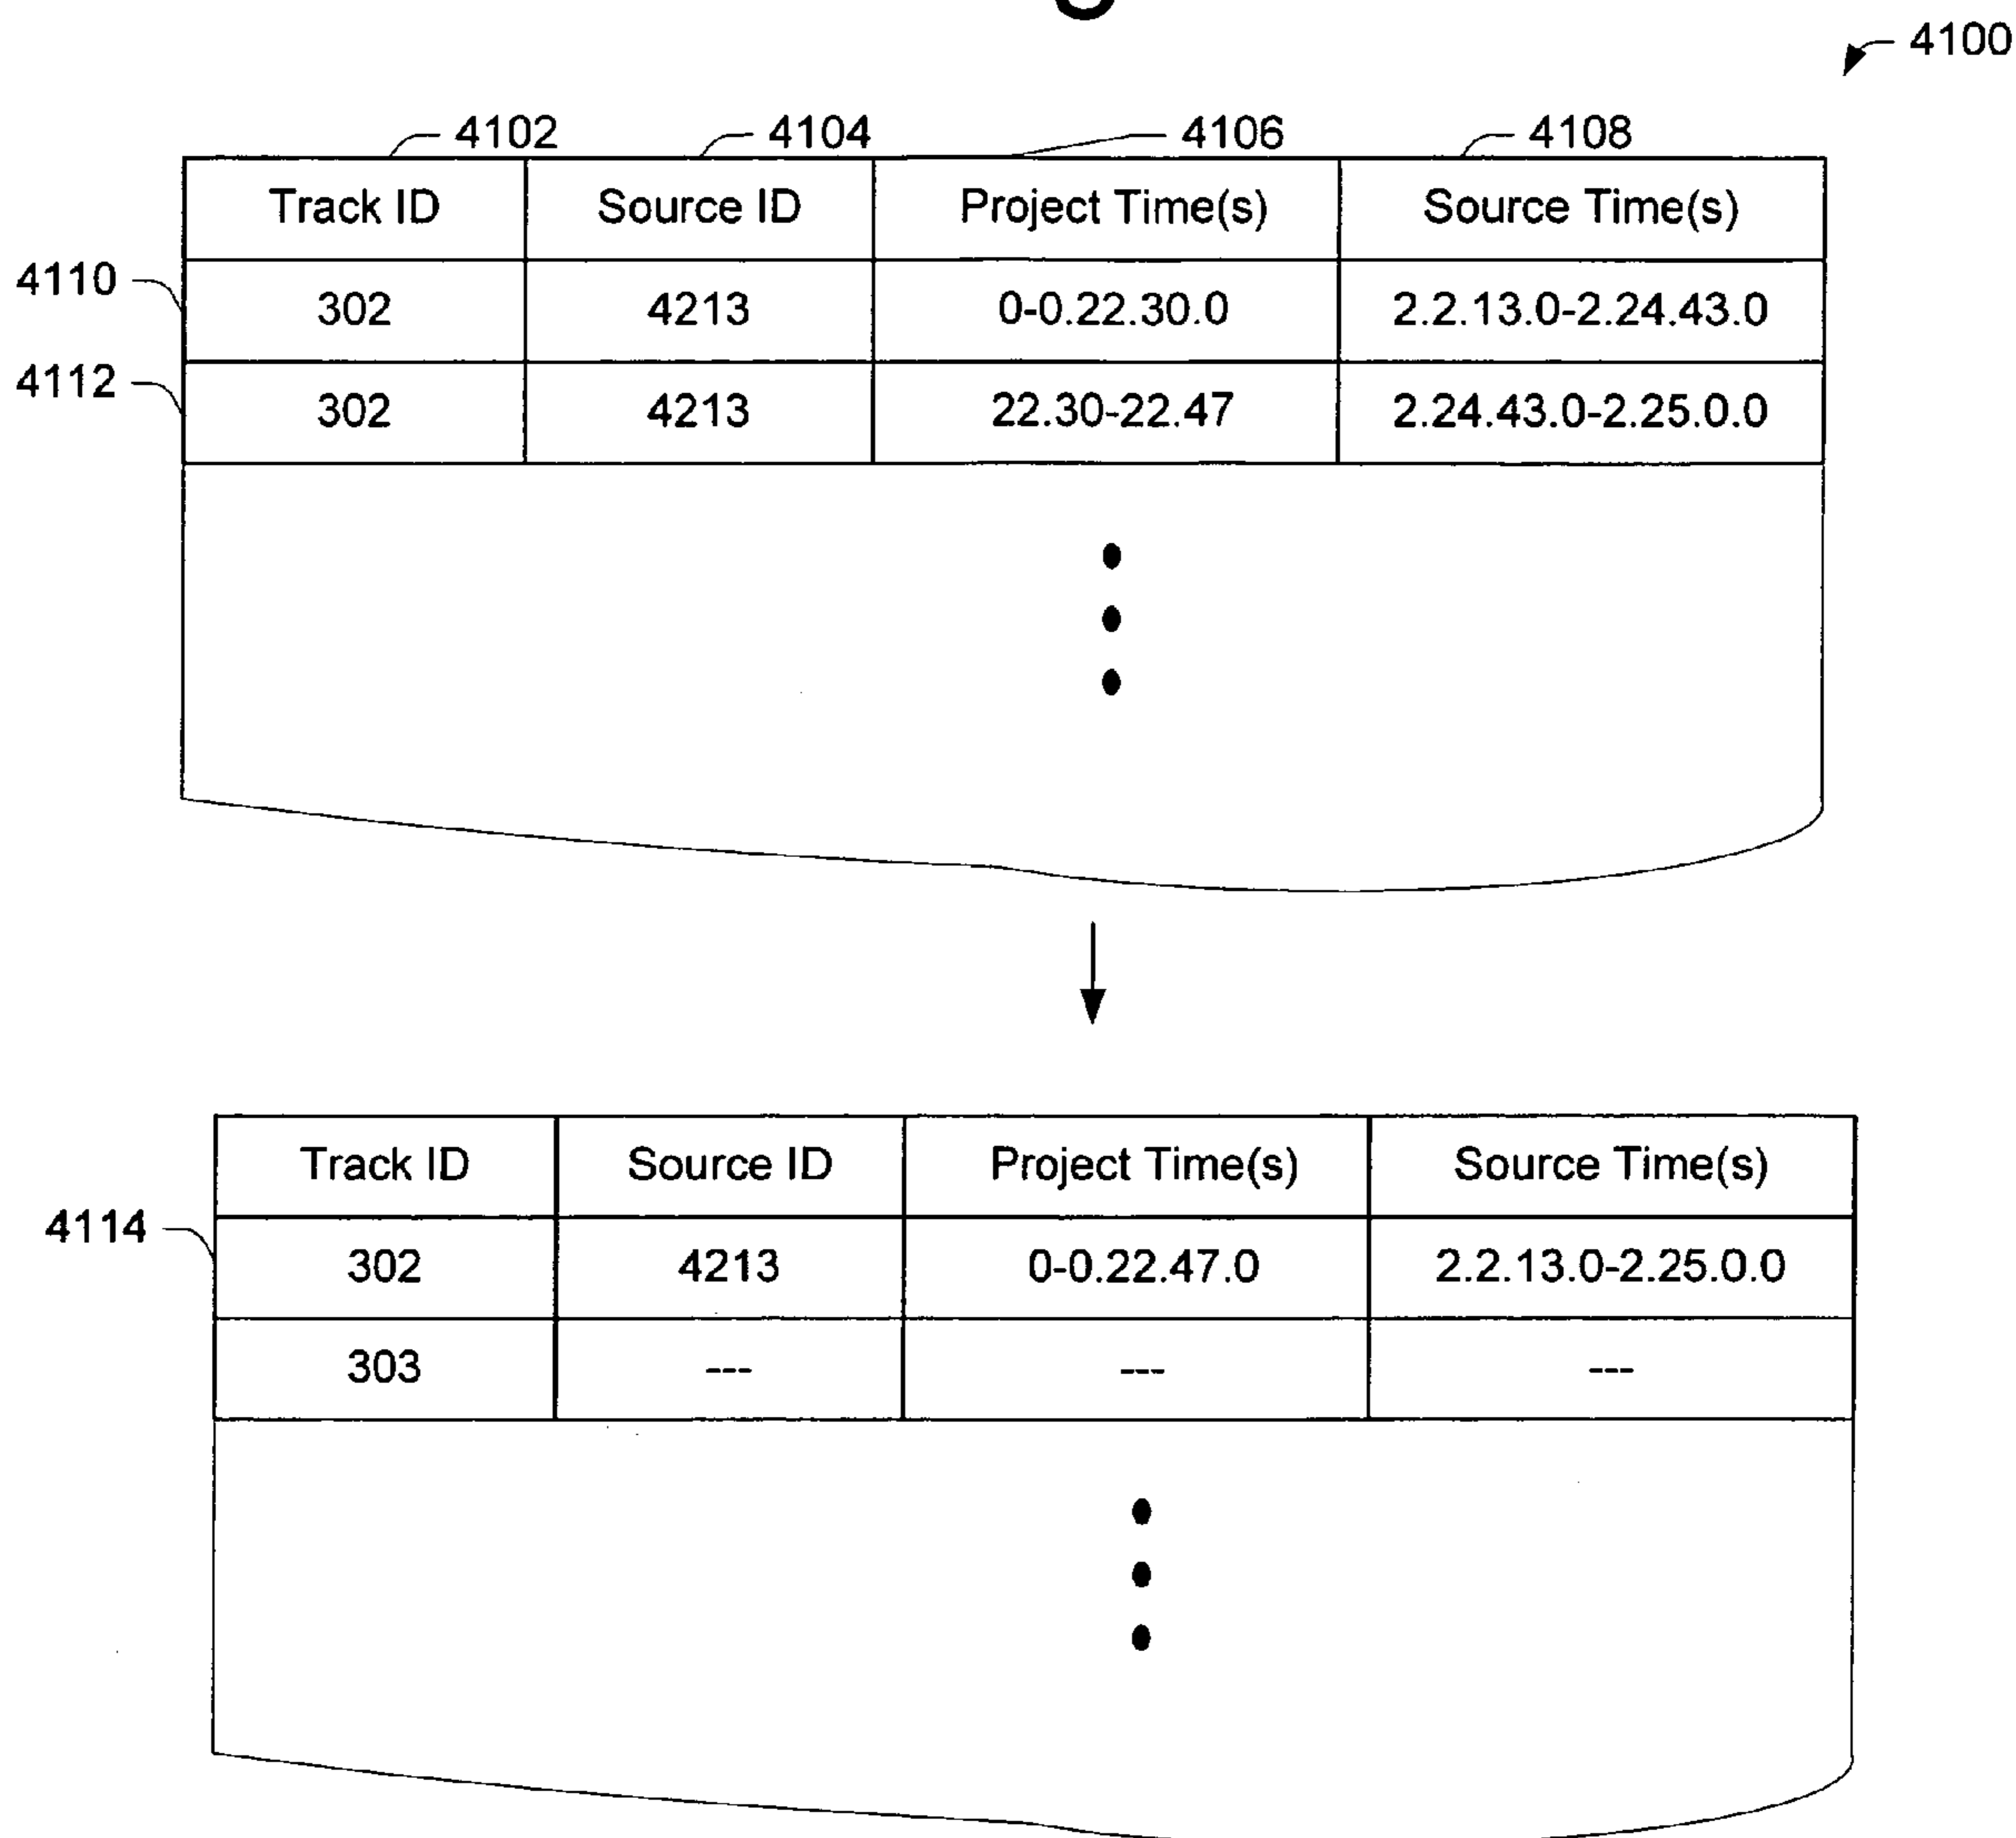 4100
4102 4104 4106 4108
Track ID Source ID Project Time(s) Source Time(s)
4110 302 4213 0-0.22.30.0 2.2.13.0-2.24.43.0
4112 302 4213 22.30-22.47 2.24.43.0-2.25.0.0
Track ID Source ID Project Time(s) Source Time(s)
4114 302 4213 0-0.22.47.0 2.2.13.0-2.25.0.0
303 --- --- ---